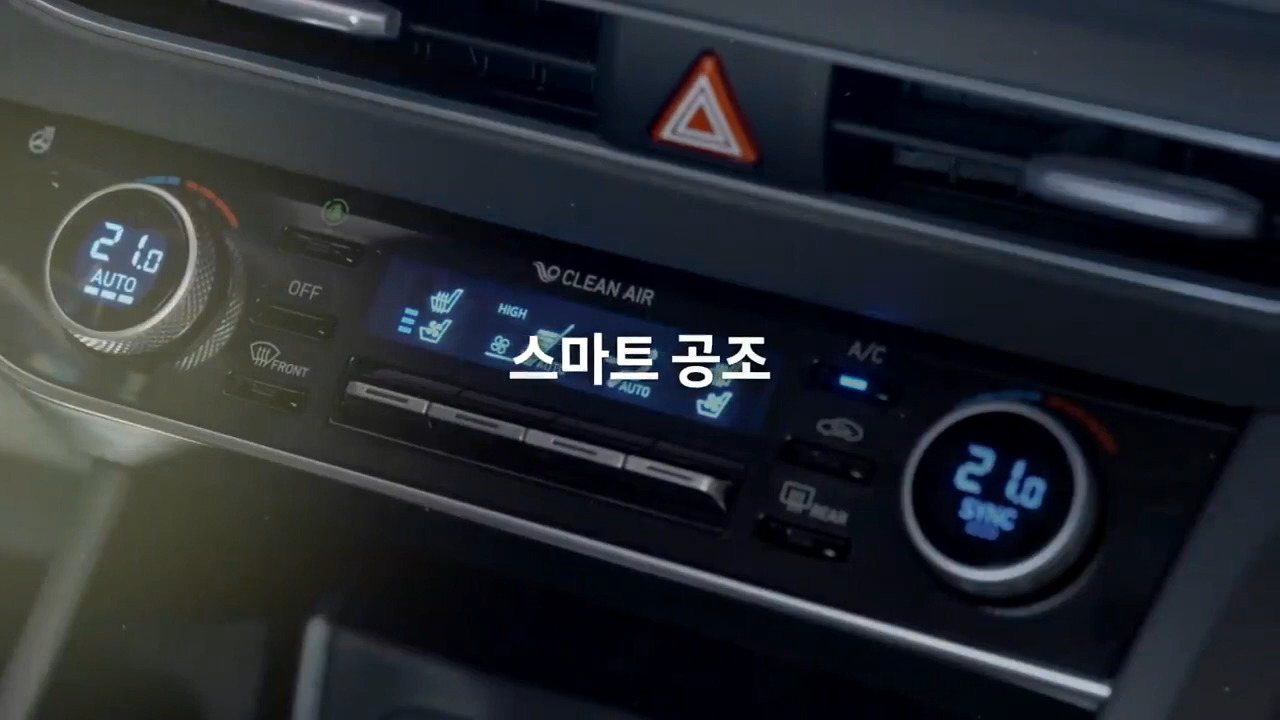 21.0
AUTO
OFF
FRONT
CLEAN AIR
HIGH
스마트 공조
AUTO
A/C
REAR
21.0
SYNC